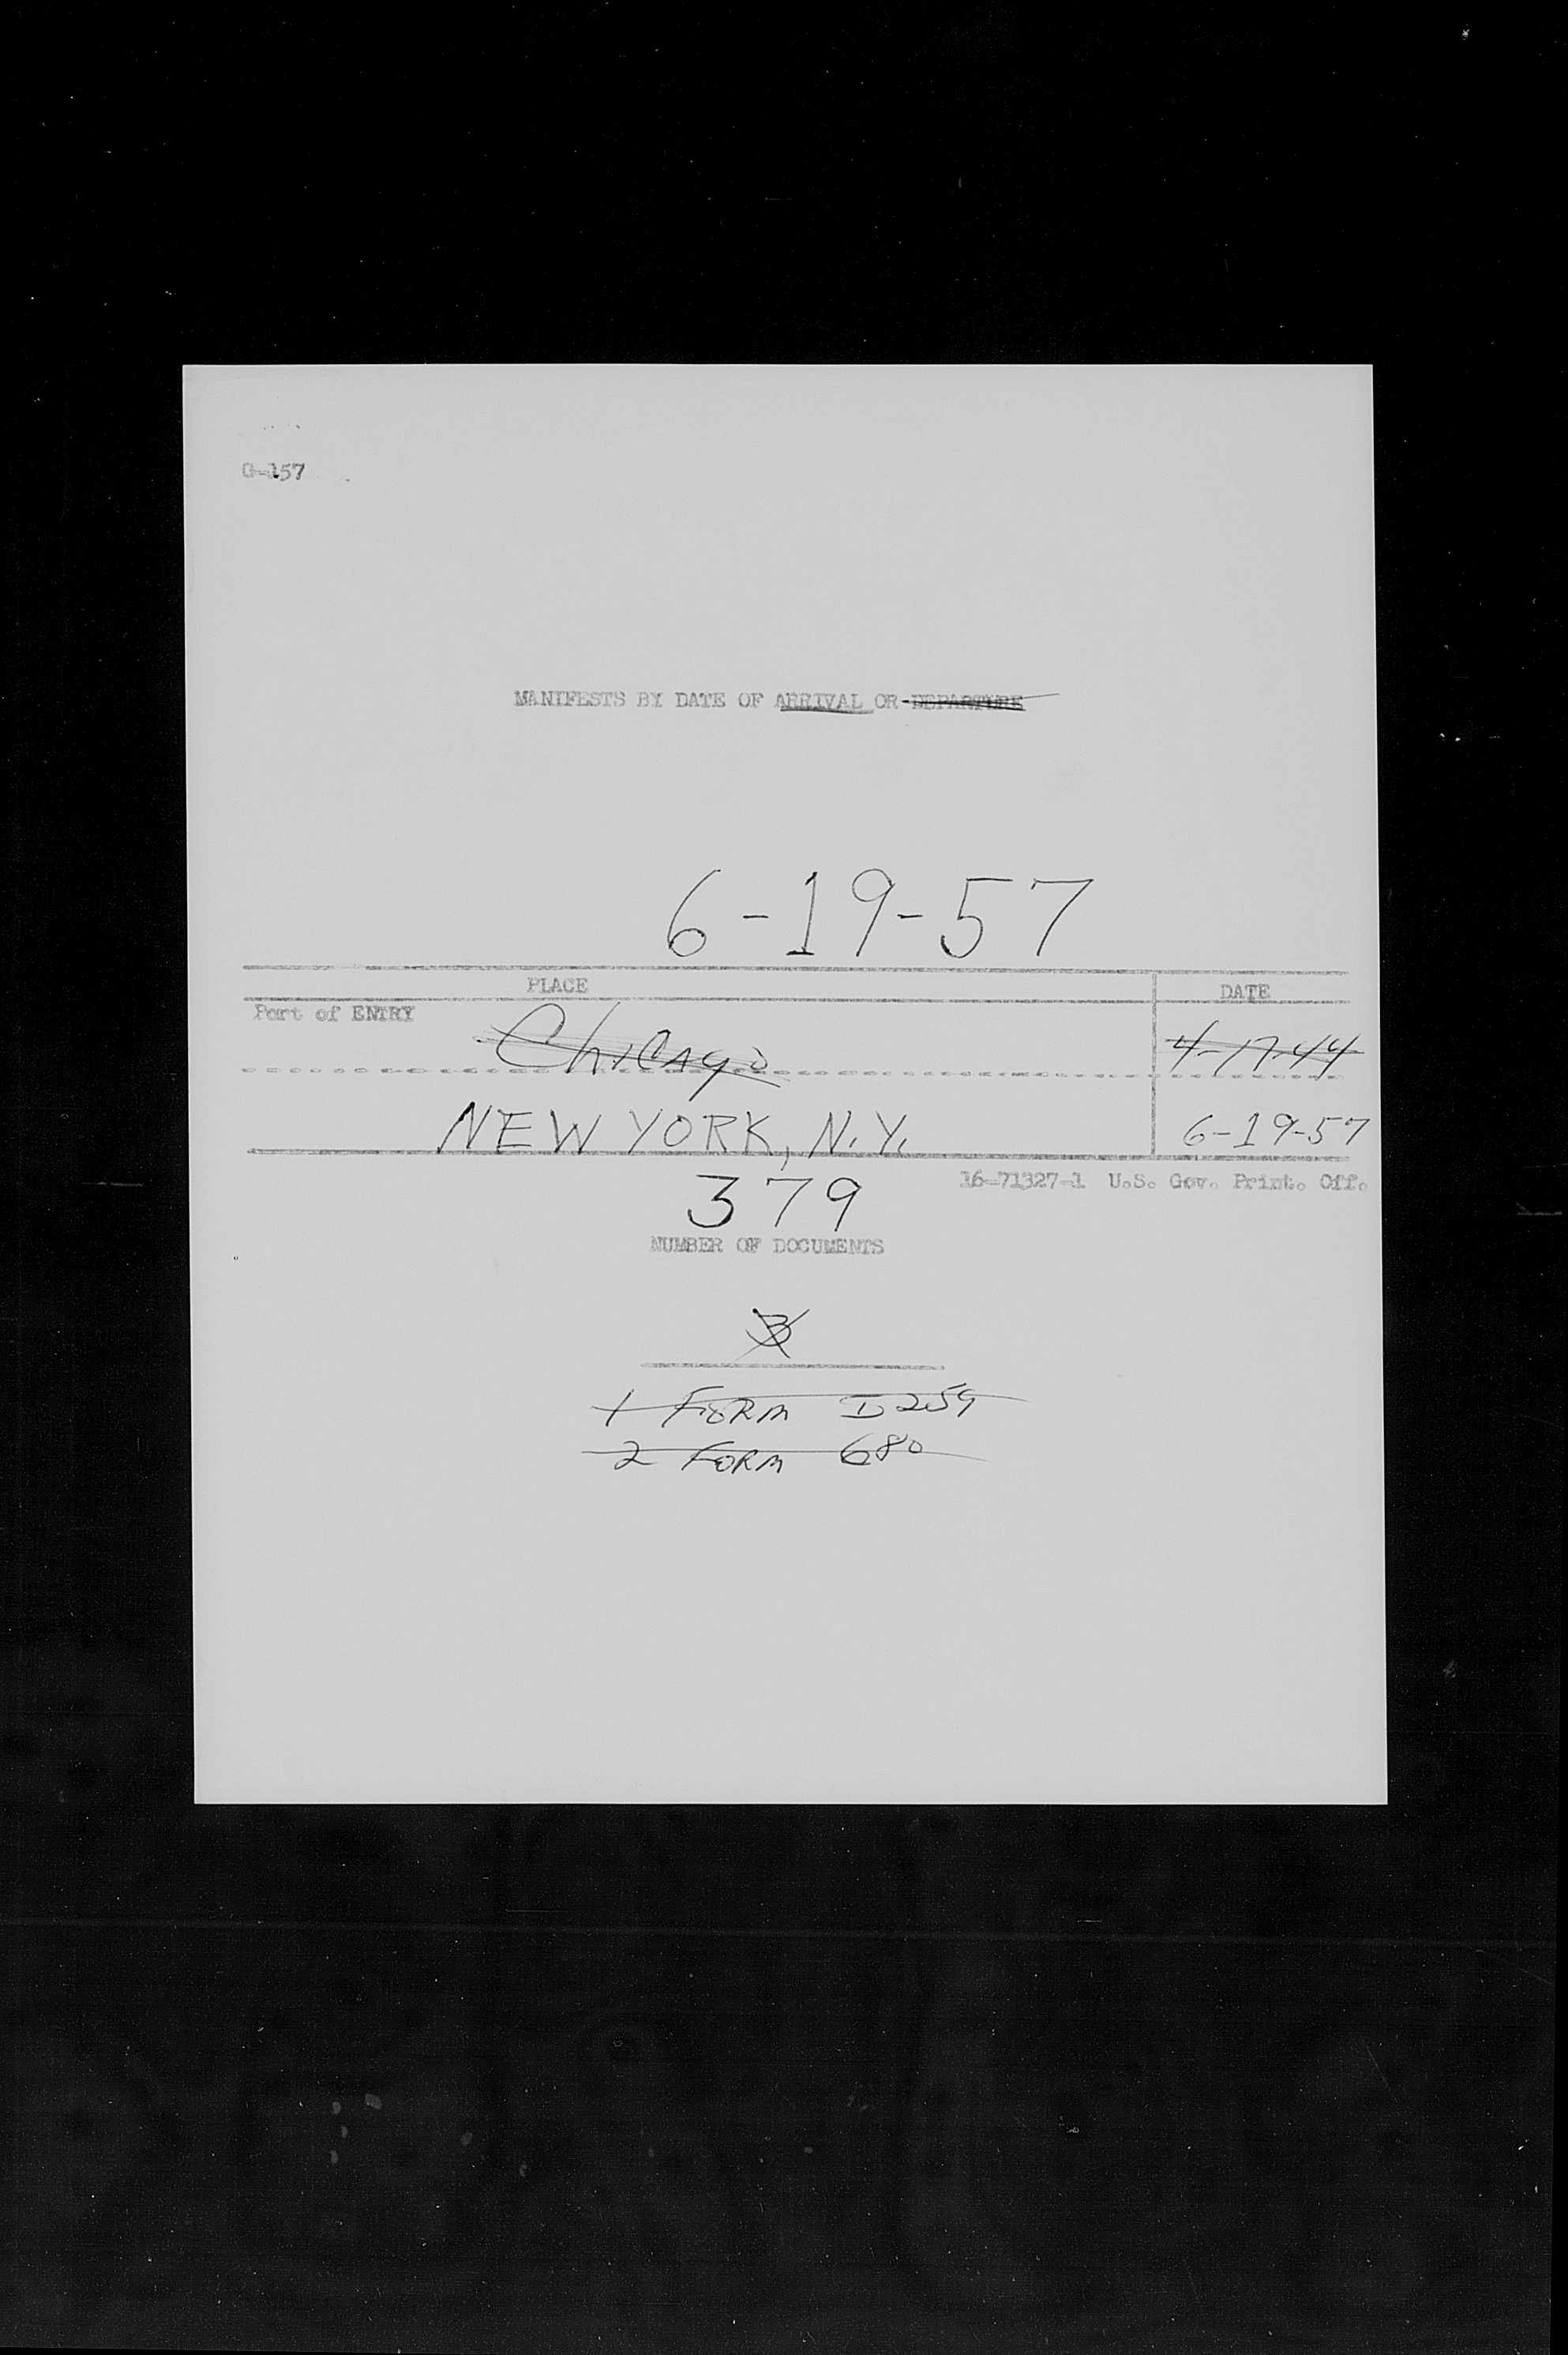 G-157
MANIFESTS BY DATE OF ARRIVAL OR DEPARTURE
6-19-57
PLACE DATE
Port of ENTRY
Chicago 4-17-44
NEW YORK, N.Y. 6-19-57
379
16-71327-1 U.S. Gov. Print. Off.
NUMBER OF DOCUMENTS
3
1 FORM I 259
2 FORM 680